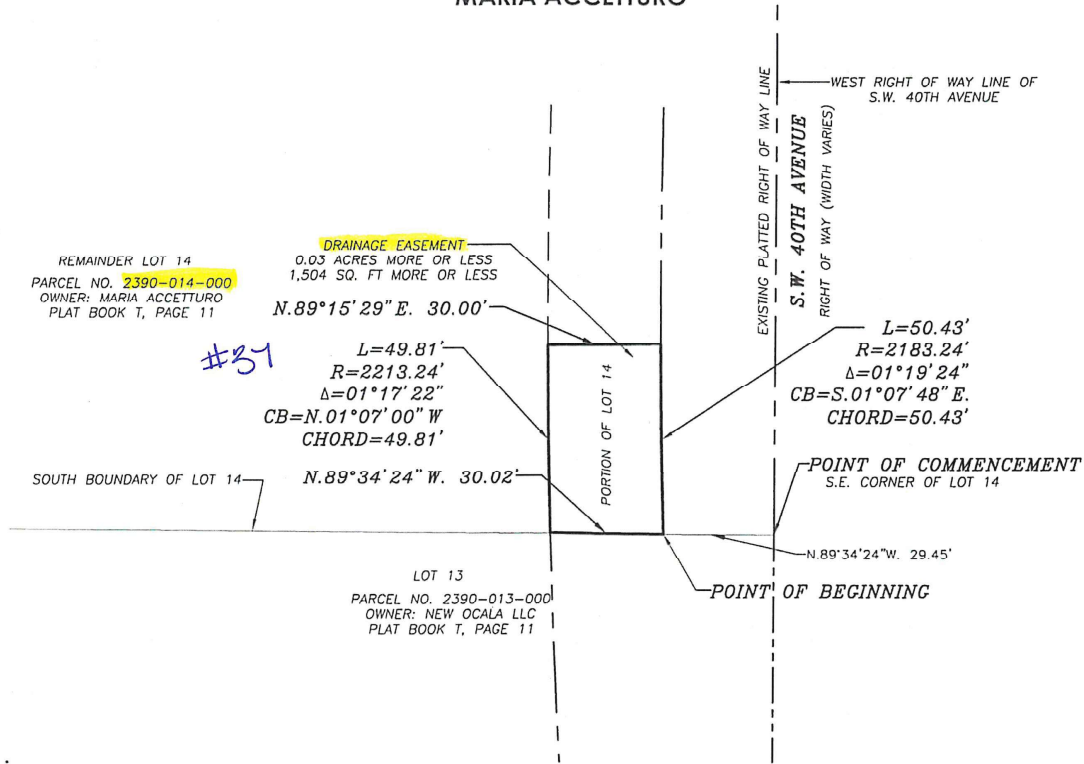 MARIA ACCETTURO
WEST RIGHT OF WAY LINE OF
S.W. 40TH AVENUE
EXISTING PLATTED RIGHT OF WAY LINE
S.W. 40TH AVENUE
RIGHT OF WAY (WIDTH VARIES)
REMAINDER LOT 14
PARCEL NO. 2390-014-000
OWNER: MARIA ACCETTURO
PLAT BOOK T, PAGE 11
DRAINAGE EASEMENT
0.03 ACRES MORE OR LESS
1,504 SQ. FT MORE OR LESS
N.89°15'29"E. 30.00'
#37
L=49.81'
R=2213.24'
Δ=01°17'22"
CB=N.01°07'00"W
CHORD=49.81'
PORTION OF LOT 14
L=50.43'
R=2183.24'
Δ=01°19'24"
CB=S.01°07'48"E.
CHORD=50.43'
SOUTH BOUNDARY OF LOT 14
N.89°34'24"W. 30.02'
POINT OF COMMENCEMENT
S.E. CORNER OF LOT 14
N.89°34'24"W. 29.45'
POINT OF BEGINNING
LOT 13
PARCEL NO. 2390-013-000
OWNER: NEW OCALA LLC
PLAT BOOK T, PAGE 11